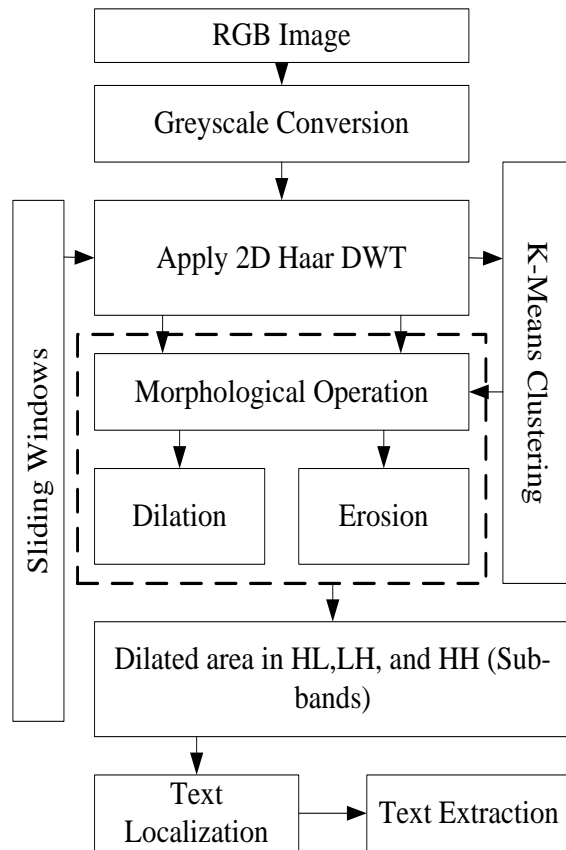 RGB Image
Greyscale Conversion
Sliding Windows
Apply 2D Haar DWT
K-Means Clustering
Morphological Operation
Dilation
Erosion
Dilated area in HL,LH, and HH (Sub-
bands)
Text
Localization
Text Extraction